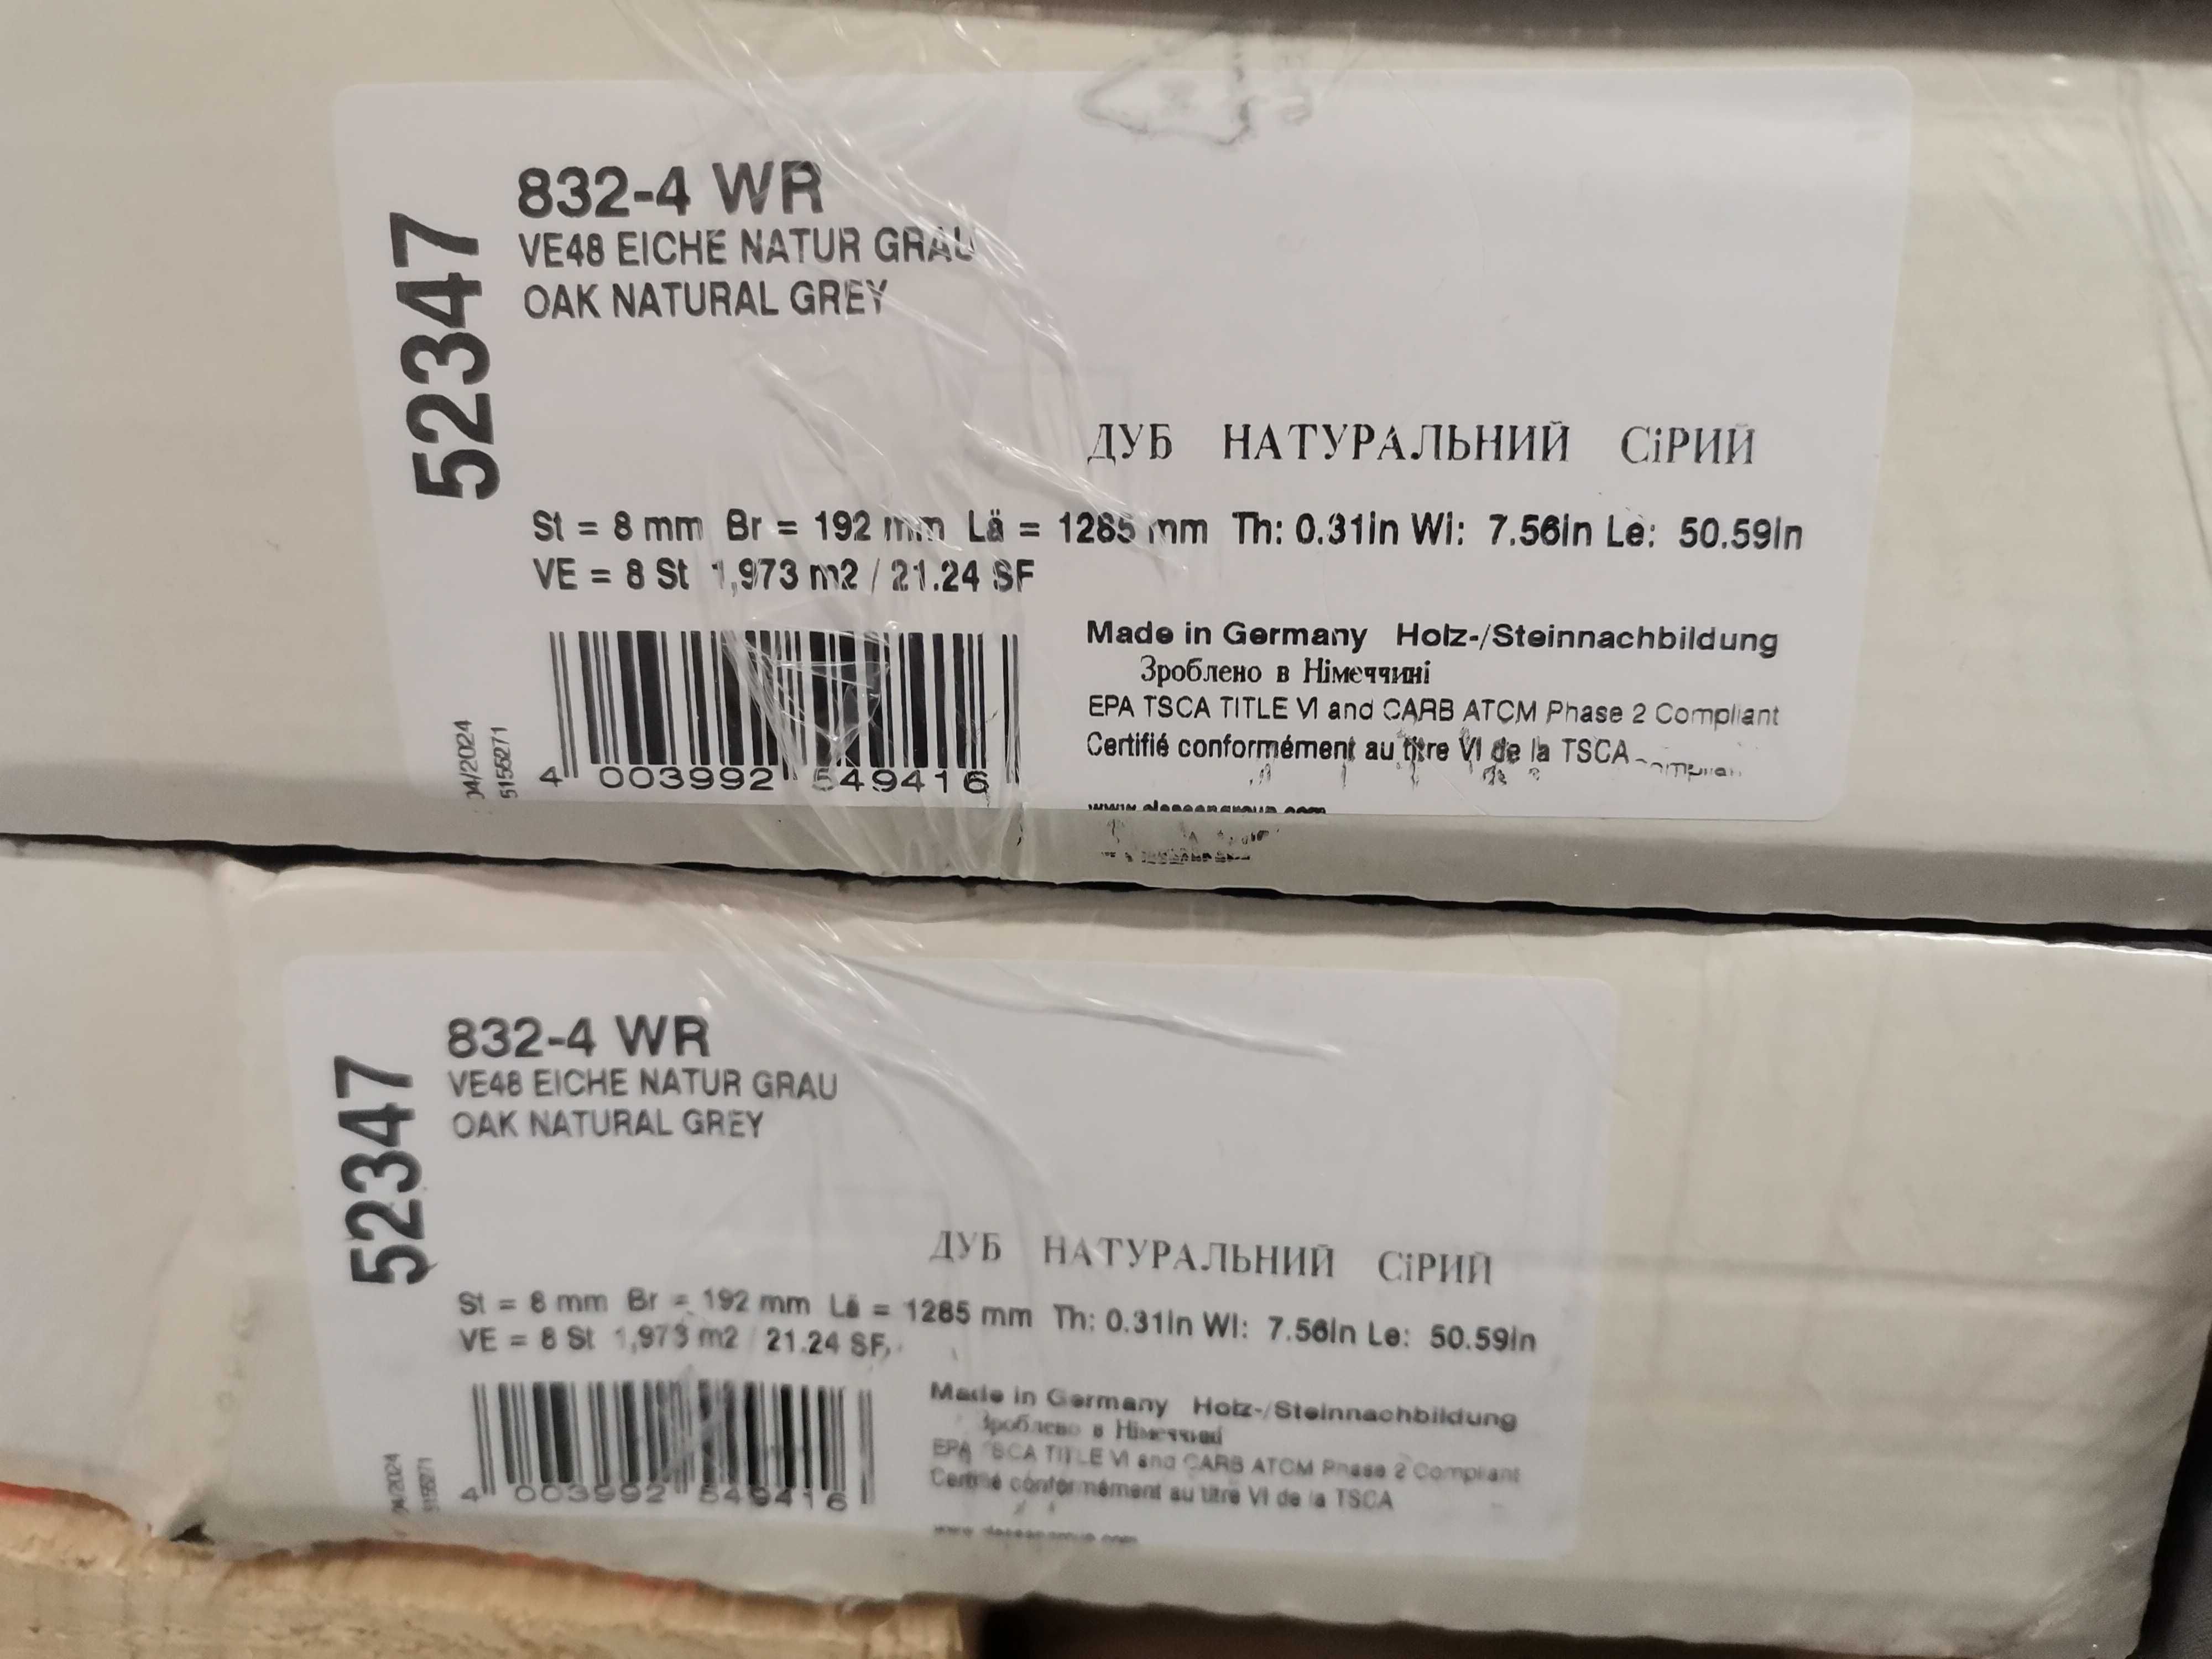 832-4 WR
VE48 EICHE NATUR GRAU
OAK NATURAL GREY
52347
ДУБ НАТУРАЛЬНИЙ СіРИЙ
St = 8 mm Br = 192 mm Lä = 1285 mm Th: 0.31in Wi: 7.56in Le: 50.59in
VE = 8 St 1,973 m2 / 21.24 SF
Made in Germany Holz-/Steinnachbildung
Зроблено в Німеччині
EPA TSCA TITLE VI and CARB ATCM Phase 2 Compliant
Certifié conformément au titre VI de la TSCA
04/2024
5155271
4 003992 549416
832-4 WR
VE48 EICHE NATUR GRAU
OAK NATURAL GREY
52347
ДУБ НАТУРАЛЬНИЙ СіРИЙ
St = 8 mm Br = 192 mm Lä = 1285 mm Th: 0.31in Wi: 7.56in Le: 50.59in
VE = 8 St 1,973 m2 / 21.24 SF
Made in Germany Holz-/Steinnachbildung
Зроблено в Німеччині
EPA TSCA TITLE VI and CARB ATCM Phase 2 Compliant
Certifié conformément au titre VI de la TSCA
04/2024
4 003992 549416